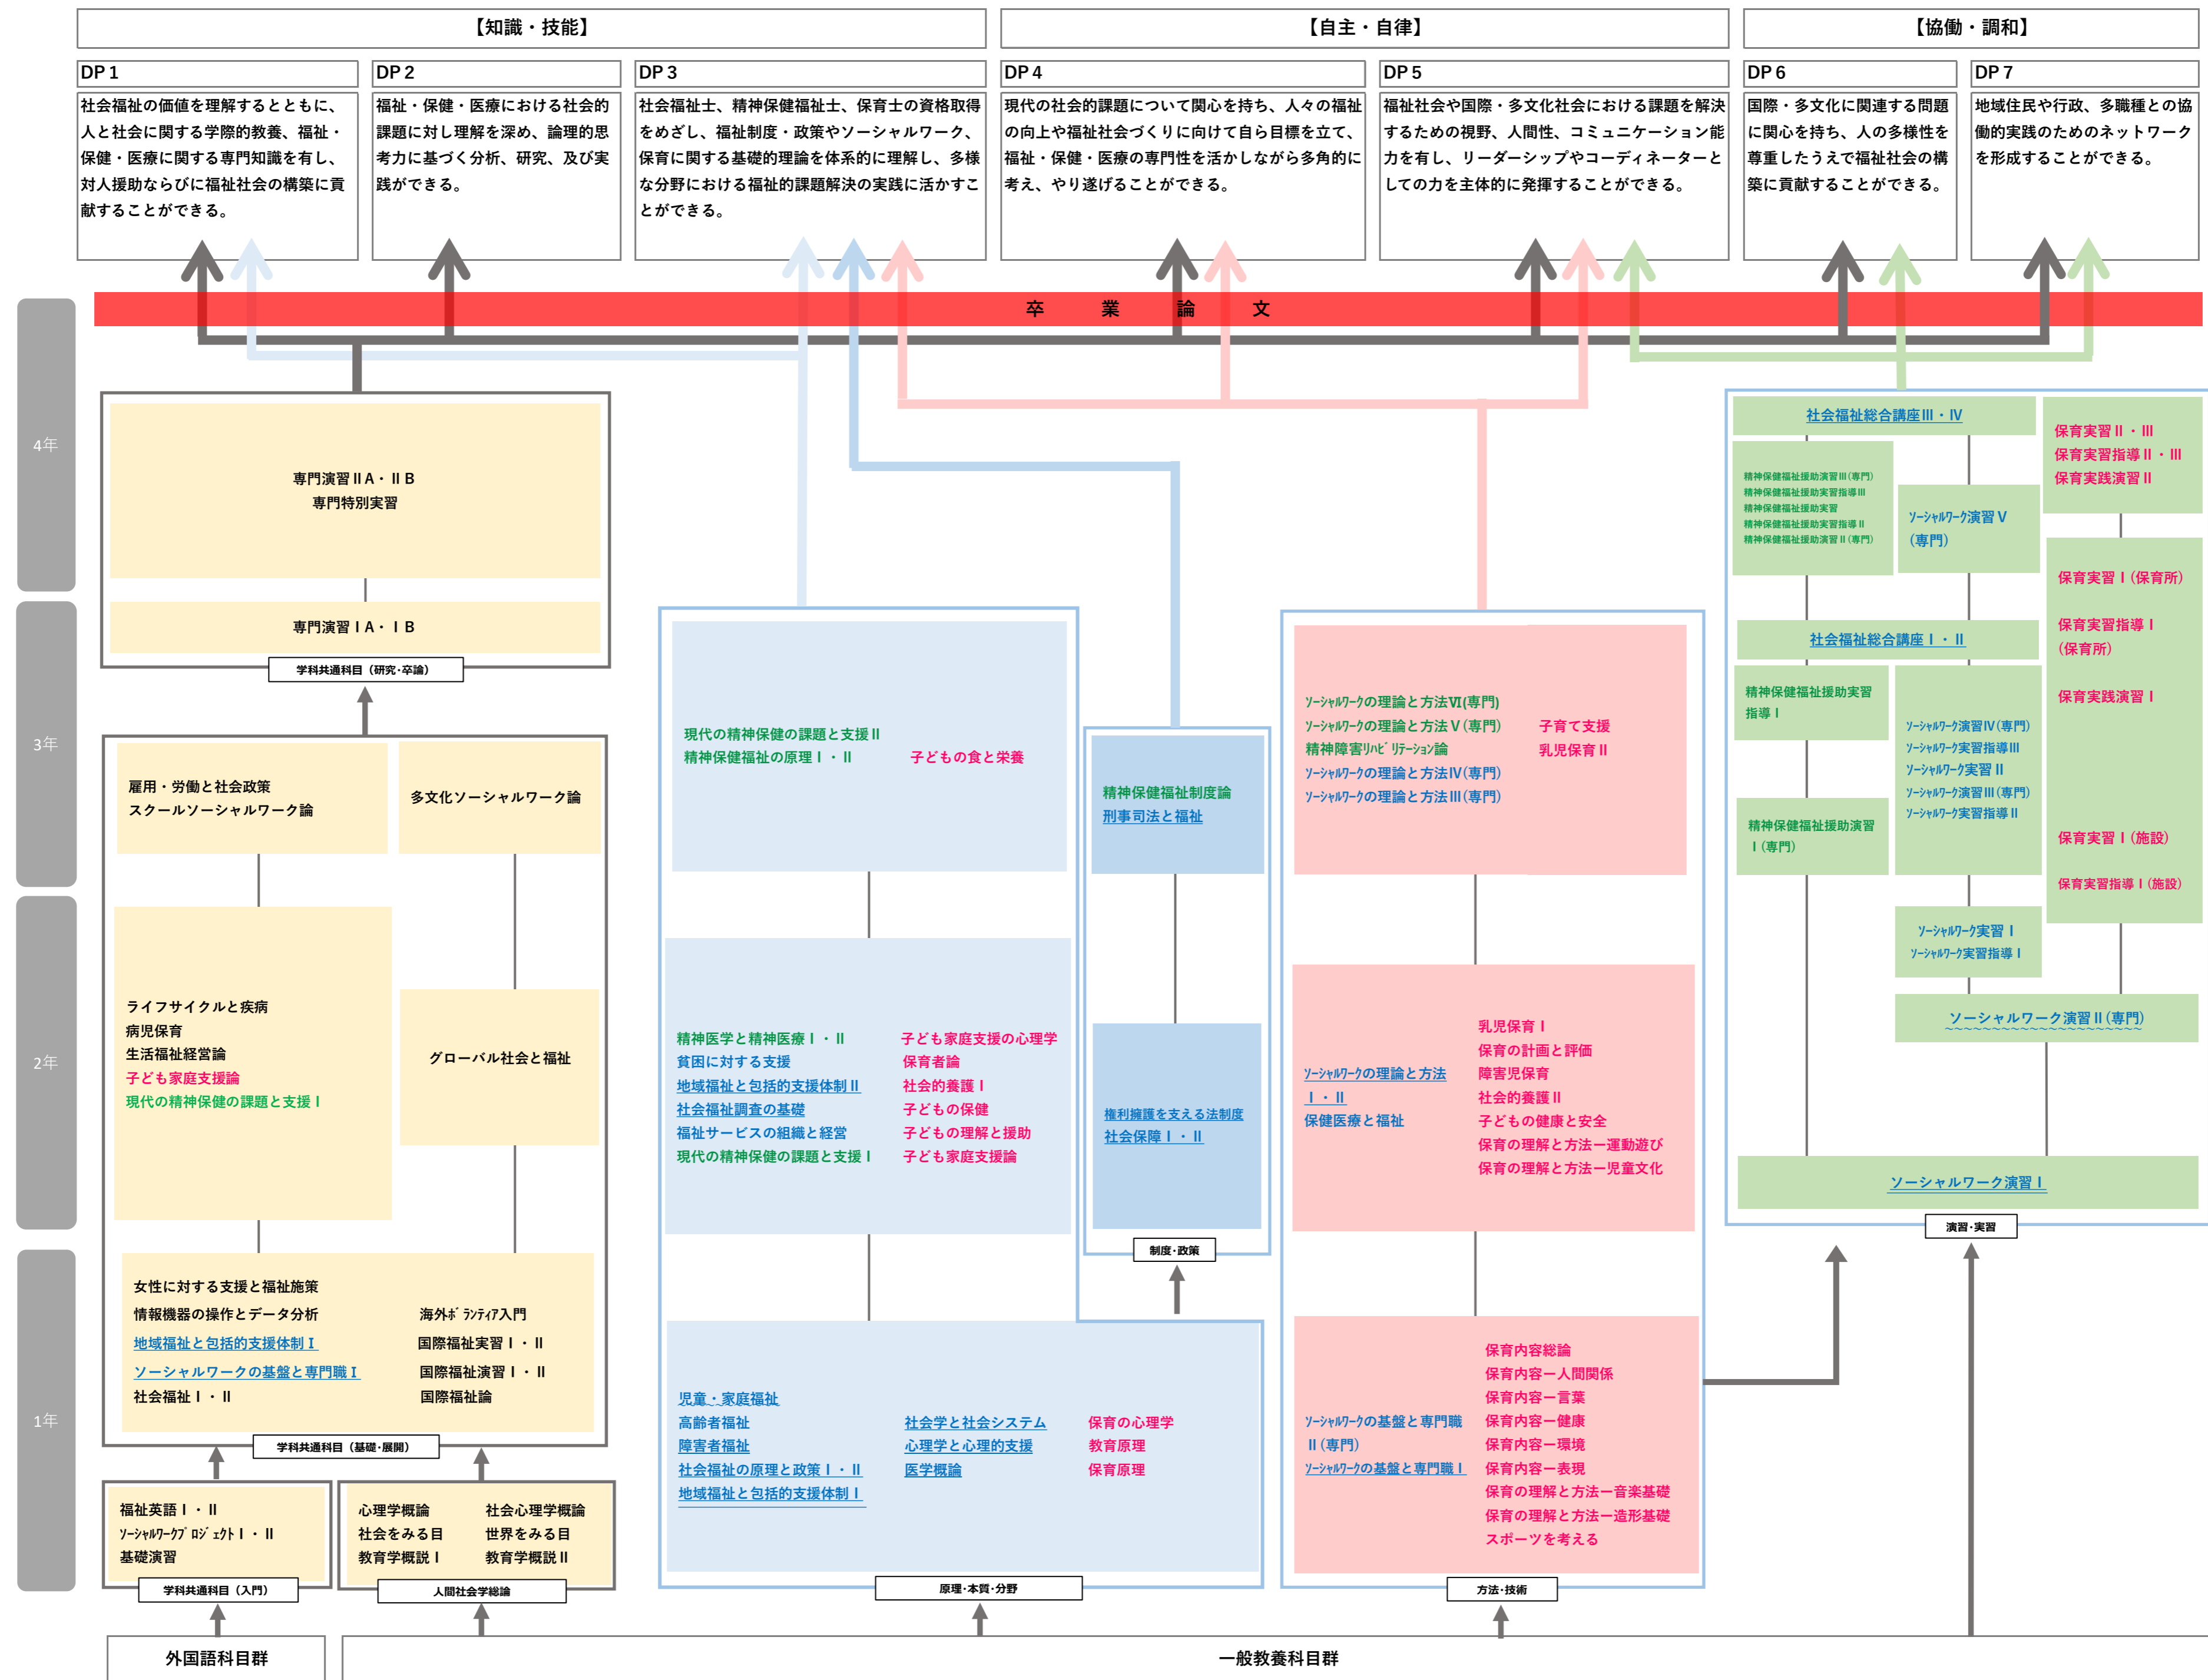 【知識・技能】
【自主・自律】
【協働・調和】
DP 1
社会福祉の価値を理解するとともに、
人と社会に関する学際的教養、福祉・
保健・医療に関する専門知識を有し、
対人援助ならびに福祉社会の構築に貢
献することができる。
DP 2
福祉・保健・医療における社会的
課題に対し理解を深め、論理的思
考力に基づく分析、研究、及び実
践ができる。
DP 3
社会福祉士、精神保健福祉士、保育士の資格取得
をめざし、福祉制度・政策やソーシャルワーク、
保育に関する基礎的理論を体系的に理解し、多様
な分野における福祉的課題解決の実践に活かすこ
とができる。
DP 4
現代の社会的課題について関心を持ち、人々の福祉
の向上や福祉社会づくりに向けて自ら目標を立て、
福祉・保健・医療の専門性を活かしながら多角的に
考え、やり遂げることができる。
DP 5
福祉社会や国際・多文化社会における課題を解決
するための視野、人間性、コミュニケーション能
力を有し、リーダーシップやコーディネーターと
しての力を主体的に発揮することができる。
DP 6
国際・多文化に関連する問題
に関心を持ち、人の多様性を
尊重したうえで福祉社会の構
築に貢献することができる。
DP 7
地域住民や行政、多職種との協
働的実践のためのネットワーク
を形成することができる。
卒 業 論 文
4年
3年
2年
1年
専門演習ⅡA・ⅡB
専門特別実習
専門演習ⅠA・ⅠB
学科共通科目（研究・卒論）
雇用・労働と社会政策
スクールソーシャルワーク論
多文化ソーシャルワーク論
ライフサイクルと疾病
病児保育
生活福祉経営論
子ども家庭支援論
現代の精神保健の課題と支援Ⅰ
グローバル社会と福祉
女性に対する支援と福祉施策
情報機器の操作とデータ分析
地域福祉と包括的支援体制Ⅰ
ソーシャルワークの基盤と専門職Ⅰ
社会福祉Ⅰ・Ⅱ
海外ﾎﾞﾗﾝﾃｨｱ入門
国際福祉実習Ⅰ・Ⅱ
国際福祉演習Ⅰ・Ⅱ
国際福祉論
学科共通科目（基礎・展開）
福祉英語Ⅰ・Ⅱ
ｿｰｼｬﾙﾜｰｸﾌﾟﾛｼﾞｪｸﾄⅠ・Ⅱ
基礎演習
学科共通科目（入門）
心理学概論
社会をみる目
教育学概説Ⅰ
社会心理学概論
世界をみる目
教育学概説Ⅱ
人間社会学総論
現代の精神保健の課題と支援Ⅱ
精神保健福祉の原理Ⅰ・Ⅱ
子どもの食と栄養
精神医学と精神医療Ⅰ・Ⅱ
貧困に対する支援
地域福祉と包括的支援体制Ⅱ
社会福祉調査の基礎
福祉サービスの組織と経営
現代の精神保健の課題と支援Ⅰ
子ども家庭支援の心理学
保育者論
社会的養護Ⅰ
子どもの保健
子どもの理解と援助
子ども家庭支援論
児童・家庭福祉
高齢者福祉
障害者福祉
社会福祉の原理と政策Ⅰ・Ⅱ
地域福祉と包括的支援体制Ⅰ
社会学と社会システム
心理学と心理的支援
医学概論
保育の心理学
教育原理
保育原理
原理・本質・分野
精神保健福祉制度論
刑事司法と福祉
権利擁護を支える法制度
社会保障Ⅰ・Ⅱ
制度・政策
ｿｰｼｬﾙﾜｰｸの理論と方法Ⅵ(専門)
ｿｰｼｬﾙﾜｰｸの理論と方法Ⅴ(専門)
精神障害ﾘﾊﾋﾞﾘﾃｰｼｮﾝ論
ｿｰｼｬﾙﾜｰｸの理論と方法Ⅳ(専門)
ｿｰｼｬﾙﾜｰｸの理論と方法Ⅲ(専門)
子育て支援
乳児保育Ⅱ
ｿｰｼｬﾙﾜｰｸの理論と方法
Ⅰ・Ⅱ
保健医療と福祉
乳児保育Ⅰ
保育の計画と評価
障害児保育
社会的養護Ⅱ
子どもの健康と安全
保育の理解と方法ー運動遊び
保育の理解と方法ー児童文化
ｿｰｼｬﾙﾜｰｸの基盤と専門職
Ⅱ(専門)
ｿｰｼｬﾙﾜｰｸの基盤と専門職Ⅰ
保育内容総論
保育内容ー人間関係
保育内容ー言葉
保育内容ー健康
保育内容ー環境
保育内容ー表現
保育の理解と方法ー音楽基礎
保育の理解と方法ー造形基礎
スポーツを考える
方法・技術
社会福祉総合講座Ⅲ・Ⅳ
精神保健福祉援助演習Ⅲ(専門)
精神保健福祉援助実習指導Ⅲ
精神保健福祉援助実習
精神保健福祉援助実習指導Ⅱ
精神保健福祉援助演習Ⅱ(専門)
ｿｰｼｬﾙﾜｰｸ演習Ⅴ
(専門)
保育実習Ⅱ・Ⅲ
保育実習指導Ⅱ・Ⅲ
保育実践演習Ⅱ
社会福祉総合講座Ⅰ・Ⅱ
精神保健福祉援助実習
指導Ⅰ
精神保健福祉援助演習
Ⅰ(専門)
ｿｰｼｬﾙﾜｰｸ演習Ⅳ(専門)
ｿｰｼｬﾙﾜｰｸ実習指導Ⅲ
ｿｰｼｬﾙﾜｰｸ実習Ⅱ
ｿｰｼｬﾙﾜｰｸ演習Ⅲ(専門)
ｿｰｼｬﾙﾜｰｸ実習指導Ⅱ
保育実習Ⅰ(保育所)
保育実習指導Ⅰ
(保育所)
保育実践演習Ⅰ
保育実習Ⅰ(施設)
保育実習指導Ⅰ(施設)
ｿｰｼｬﾙﾜｰｸ実習Ⅰ
ｿｰｼｬﾙﾜｰｸ実習指導Ⅰ
ソーシャルワーク演習Ⅱ(専門)
ソーシャルワーク演習Ⅰ
演習・実習
外国語科目群
一般教養科目群